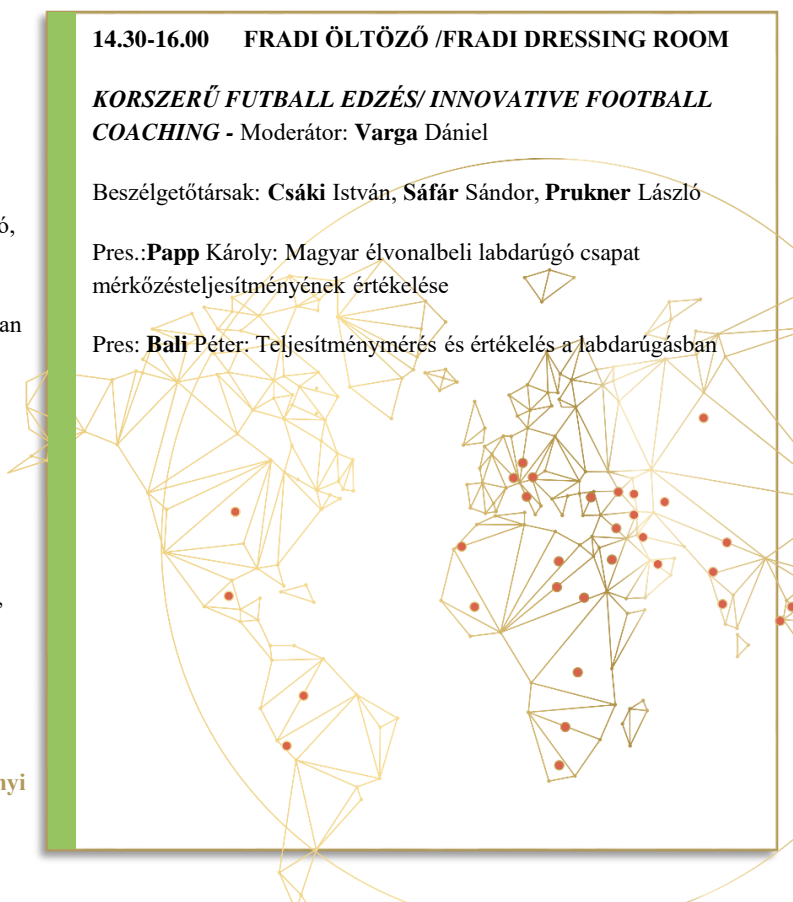 14.30-16.00 FRADI ÖLTÖZŐ /FRADI DRESSING ROOM
KORSZERŰ FUTBALL EDZÉS/ INNOVATIVE FOOTBALL
COACHING - Moderátor: Varga Dániel
Beszélgetőtársak: Csáki István, Sáfár Sándor, Prukner László
Pres.:Papp Károly: Magyar élvonalbeli labdarúgó csapat
mérkőzésteljesítményének értékelése
Pres: Bali Péter: Teljesítménymérés és értékelés a labdarúgásban
ó,
an
,
nyi